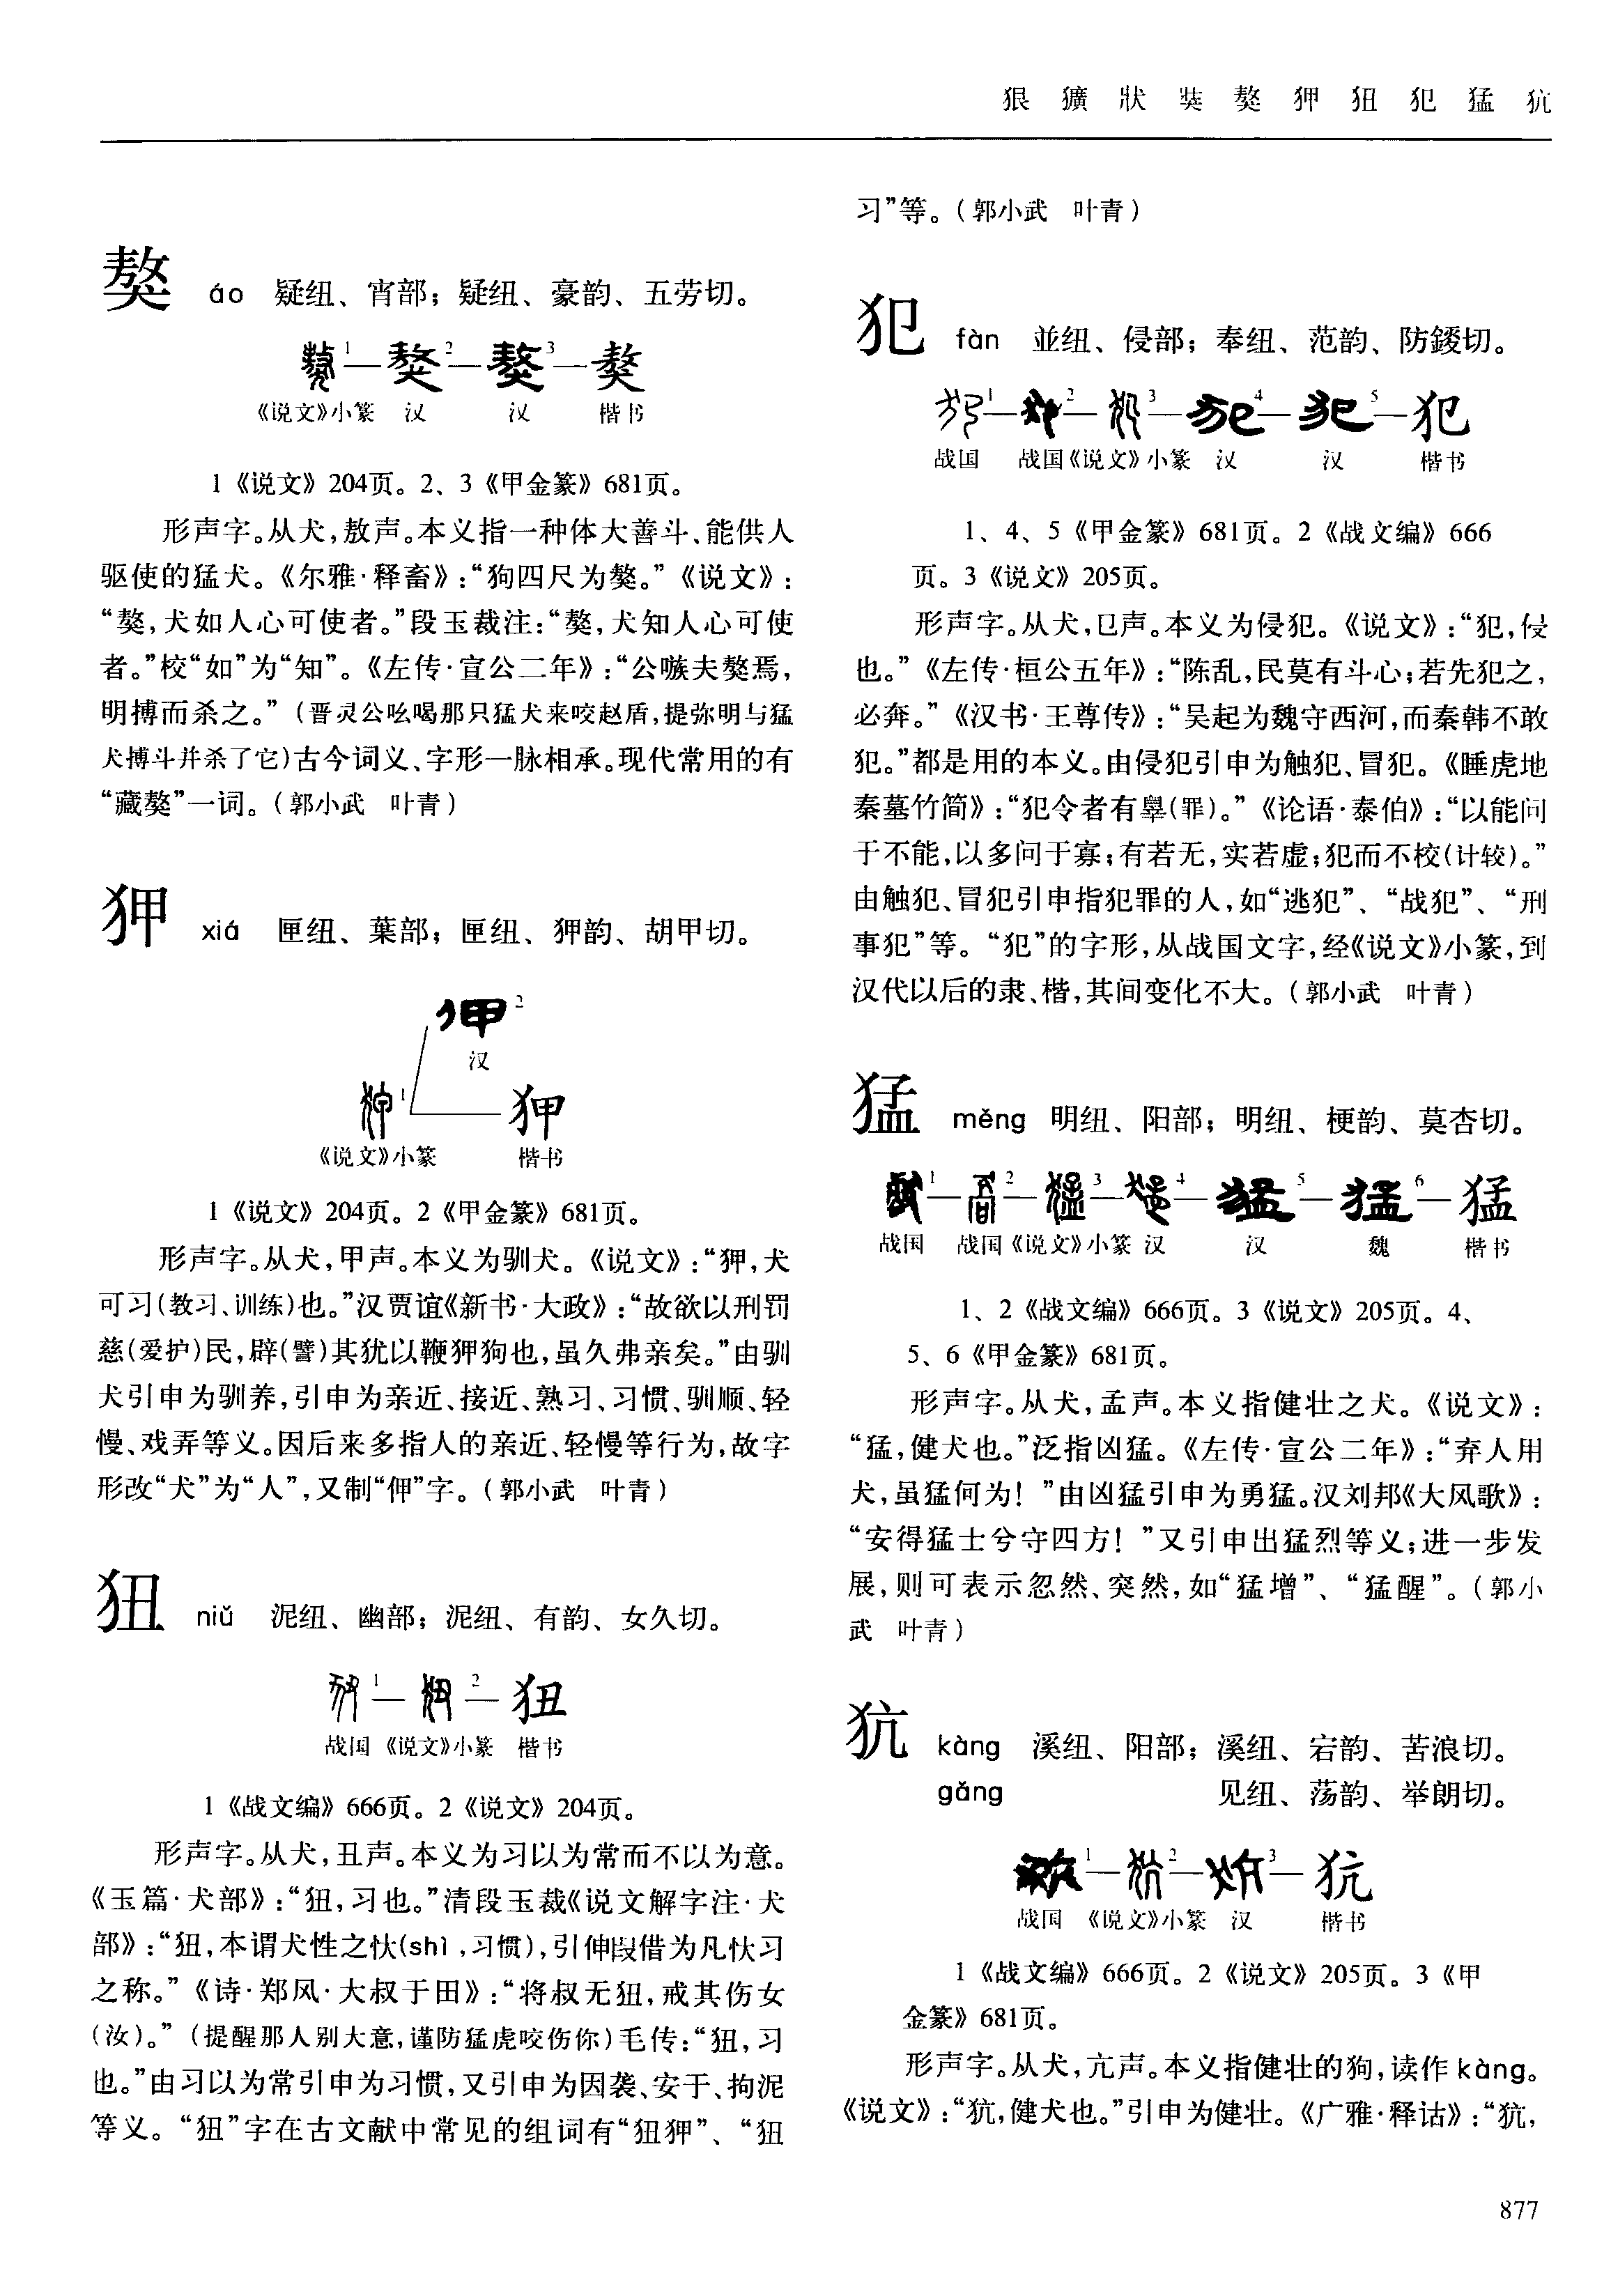 狠 獷 狀 奘 獒 狎 狃 犯 猛 犺
獒 áo 疑纽、宵部；疑纽、豪韵、五劳切。
1—獒2—獒3—獒
《说文》小篆 汉 汉 楷书
1《说文》204页。2、3《甲金篆》681页。
形声字。从犬，敖声。本义指一种体大善斗、能供人
驱使的猛犬。《尔雅·释畜》：“狗四尺为獒。”《说文》：
“獒，犬如人心可使者。”段玉裁注：“獒，犬知人心可使
者。”校“如”为“知”。《左传·宣公二年》：“公嗾夫獒焉，
明搏而杀之。”（晋灵公吆喝那只猛犬来咬赵盾，提弥明与猛
犬搏斗并杀了它）古今词义、字形一脉相承。现代常用的有
“藏獒”一词。（郭小武 叶青）
狎 xiá 匣纽、葉部；匣纽、狎韵、胡甲切。
狎2
汉
1 狎
《说文》小篆 楷书
1《说文》204页。2《甲金篆》681页。
形声字。从犬，甲声。本义为驯犬。《说文》：“狎，犬
可习（教习、训练）也。”汉贾谊《新书·大政》：“故欲以刑罚
慈（爱护）民，辟（譬）其犹以鞭狎狗也，虽久弗亲矣。”由驯
犬引申为驯养，引申为亲近、接近、熟习、习惯、驯顺、轻
慢、戏弄等义。因后来多指人的亲近、轻慢等行为，故字
形改“犬”为“人”，又制“伊”字。（郭小武 叶青）
狃 niǔ 泥纽、幽部；泥纽、有韵、女久切。
1—2—狃
战国 《说文》小篆 楷书
1《战文编》666页。2《说文》204页。
形声字。从犬，丑声。本义为习以为常而不以为意。
《玉篇·犬部》：“狃，习也。”清段玉裁《说文解字注·犬
部》：“狃，本谓犬性之忕（shì，习惯），引伸叚借为凡忕习
之称。”《诗·郑风·大叔于田》：“将叔无狃，戒其伤女
（汝）。”（提醒那人别大意，谨防猛虎咬伤你）毛传：“狃，习
也。”由习以为常引申为习惯，又引申为因袭、安于、拘泥
等义。“狃”字在古文献中常见的组词有“狃狎”、“狃
习”等。（郭小武 叶青）
犯 fàn 並纽、侵部；奉纽、范韵、防鋄切。
1—2—3—犯4—犯5—犯
战国 战国《说文》小篆 汉 汉 楷书
1、4、5《甲金篆》681页。2《战文编》666
页。3《说文》205页。
形声字。从犬，㔾声。本义为侵犯。《说文》：“犯，侵
也。”《左传·桓公五年》：“陈乱，民莫有斗心；若先犯之，
必奔。”《汉书·王尊传》：“吴起为魏守西河，而秦韩不敢
犯。”都是用的本义。由侵犯引申为触犯、冒犯。《睡虎地
秦墓竹简》：“犯令者有辠（罪）。”《论语·泰伯》：“以能问
于不能，以多问于寡；有若无，实若虚；犯而不校（计较）。”
由触犯、冒犯引申指犯罪的人，如“逃犯”、“战犯”、“刑
事犯”等。“犯”的字形，从战国文字，经《说文》小篆，到
汉代以后的隶、楷，其间变化不大。（郭小武 叶青）
猛 měng 明纽、阳部；明纽、梗韵、莫杏切。
1—2—3—4—猛5—猛6—猛
战国 战国《说文》小篆 汉 汉 魏 楷书
1、2《战文编》666页。3《说文》205页。4、
5、6《甲金篆》681页。
形声字。从犬，孟声。本义指健壮之犬。《说文》：
“猛，健犬也。”泛指凶猛。《左传·宣公二年》：“弃人用
犬，虽猛何为！”由凶猛引申为勇猛。汉刘邦《大风歌》：
“安得猛士兮守四方！”又引申出猛烈等义；进一步发
展，则可表示忽然、突然，如“猛增”、“猛醒”。（郭小
武 叶青）
犺 kàng 溪纽、阳部；溪纽、宕韵、苦浪切。
gǎng 见纽、荡韵、举朗切。
1—2—3—犺
战国 《说文》小篆 汉 楷书
1《战文编》666页。2《说文》205页。3《甲
金篆》681页。
形声字。从犬，亢声。本义指健壮的狗，读作kàng。
《说文》：“犺，健犬也。”引申为健壮。《广雅·释诂》：“犺，
877